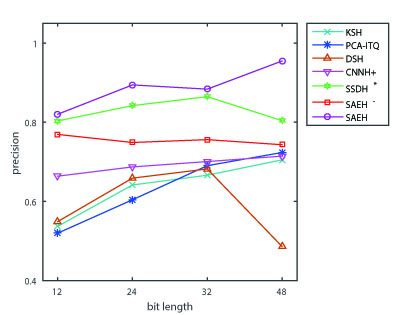 1
0.8
0.6
0.4
precision
12
24
32
48
bit length
KSH
PCA-ITQ
DSH
CNNH+
SSDH *
SAEH -
SAEH